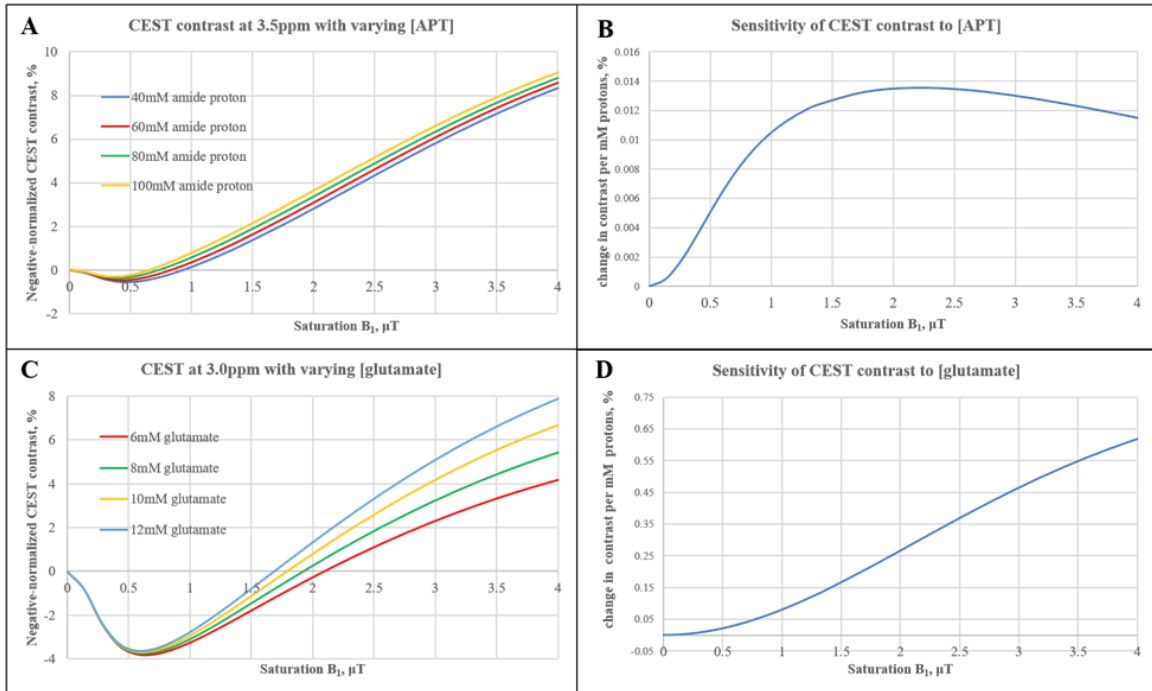 A
CEST contrast at 3.5ppm with varying [APT]
Negative-normalized CEST contrast, %
10
8
6
4
2
0
-2
40mM amide proton
60mM amide proton
80mM amide proton
100mM amide proton
0 0.5 1 1.5 2 2.5 3 3.5 4
Saturation B₁, µT
B
Sensitivity of CEST contrast to [APT]
change in contrast per mM protons, %
0.016
0.014
0.012
0.01
0.008
0.006
0.004
0.002
0
0 0.5 1 1.5 2 2.5 3 3.5 4
Saturation B₁, µT
C
CEST at 3.0ppm with varying [glutamate]
Negative-normalized CEST contrast, %
8
6
4
2
0
-2
-4
6mM glutamate
8mM glutamate
10mM glutamate
12mM glutamate
0 0.5 1 1.5 2 2.5 3 3.5 4
Saturation B₁, µT
D
Sensitivity of CEST contrast to [glutamate]
change in contrast per mM protons, %
0.75
0.65
0.55
0.45
0.35
0.25
0.15
0.05
-0.05
0 0.5 1 1.5 2 2.5 3 3.5 4
Saturation B₁, µT